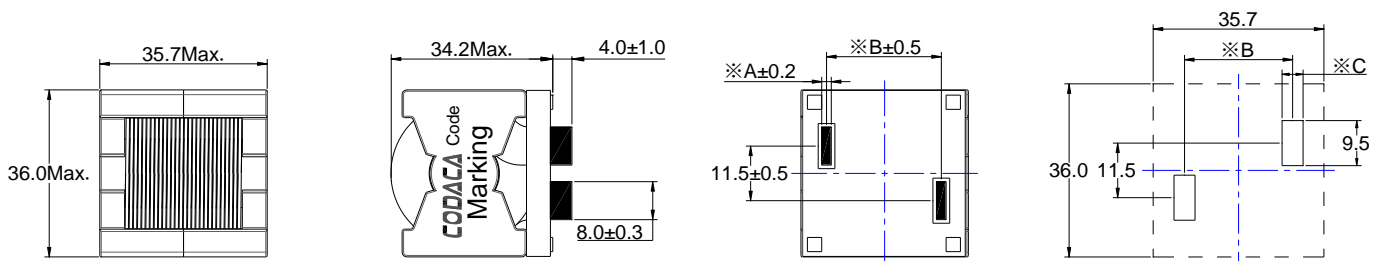 35.7Max.
36.0Max.
34.2Max.
4.0±1.0
CODACA Code
Marking
8.0±0.3
※B±0.5
※A±0.2
11.5±0.5
35.7
※B
※C
36.0
11.5
9.5